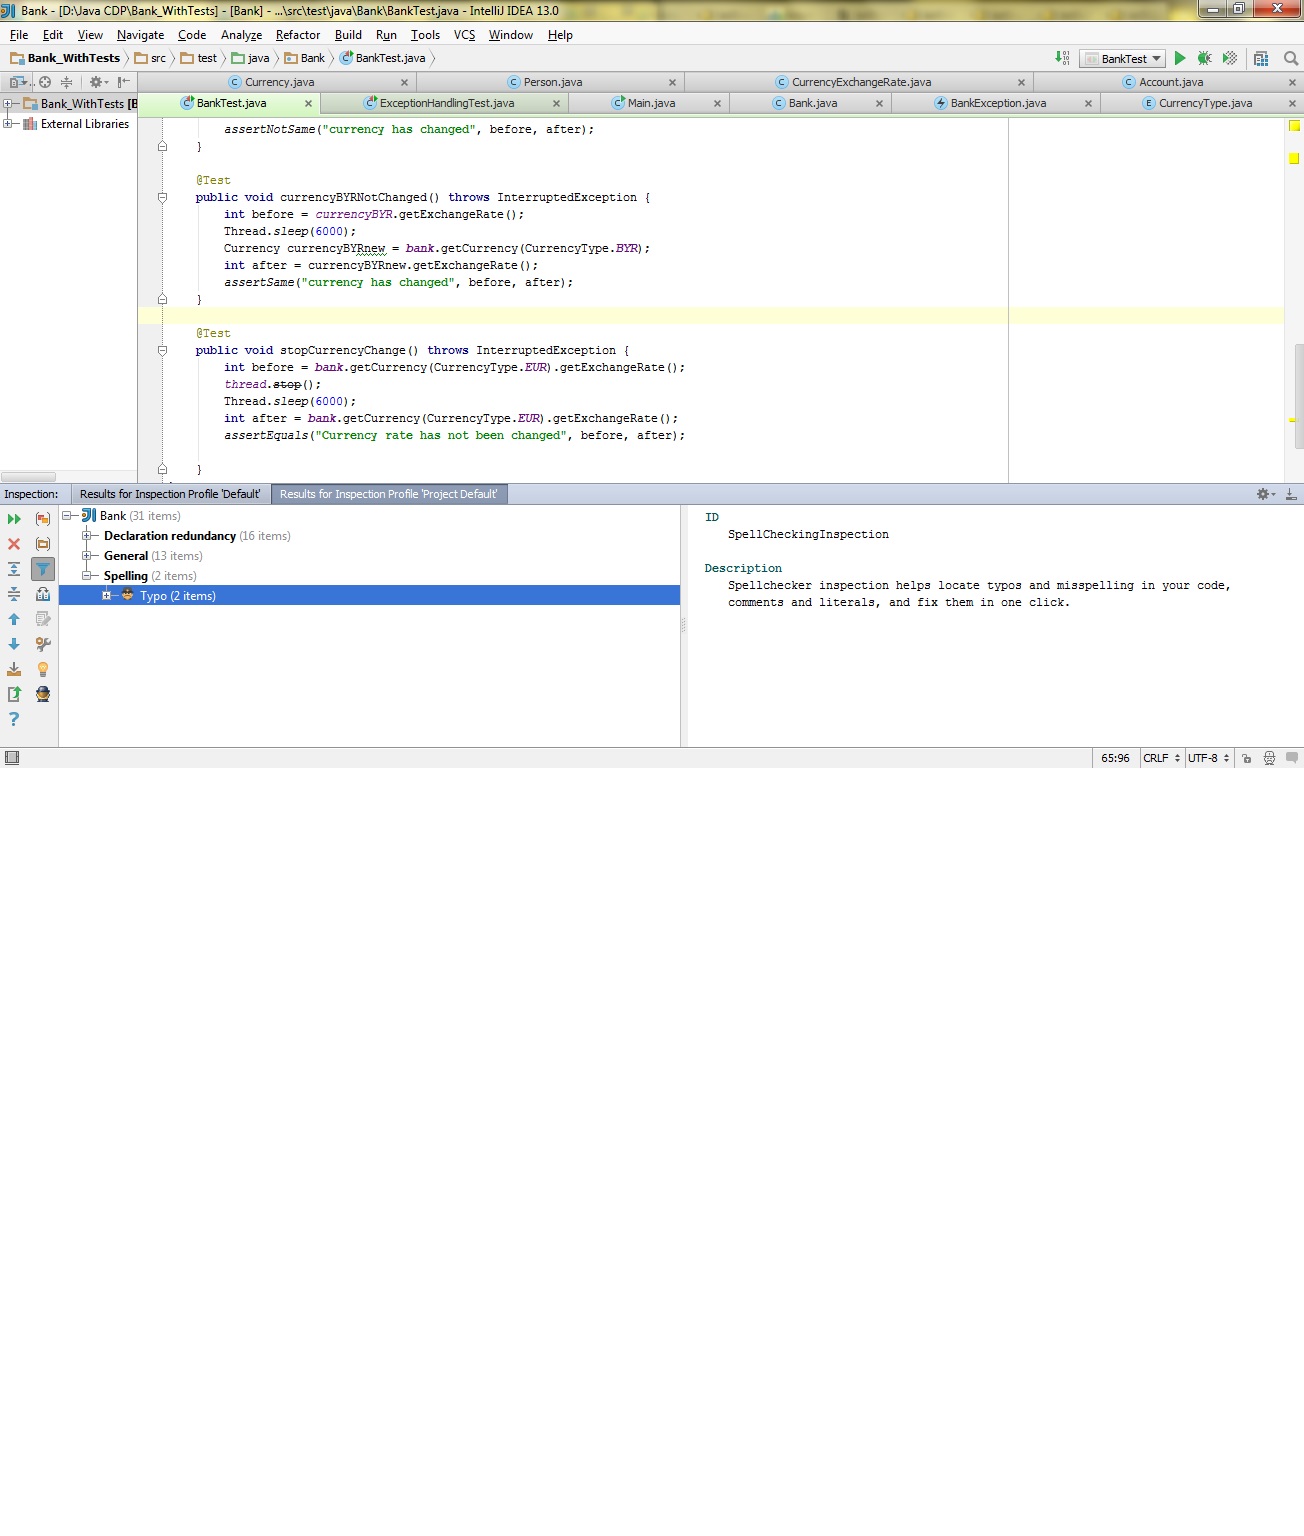 Bank - [D:\Java CDP\Bank_WithTests] - [Bank] - ...\src\test\java\Bank\BankTest.java - IntelliJ IDEA 13.0
File Edit View Navigate Code Analyze Refactor Build Run Tools VCS Window Help
Bank_WithTests src test java Bank BankTest.java BankTest
Currency.java Person.java CurrencyExchangeRate.java Account.java
BankTest.java ExceptionHandlingTest.java Main.java Bank.java BankException.java CurrencyType.java
Bank_WithTests [B
External Libraries
assertNotSame("currency has changed", before, after);
}
@Test
public void currencyBYRNotChanged() throws InterruptedException {
int before = currencyBYR.getExchangeRate();
Thread.sleep(6000);
Currency currencyBYRnew = bank.getCurrency(CurrencyType.BYR);
int after = currencyBYRnew.getExchangeRate();
assertSame("currency has changed", before, after);
}
@Test
public void stopCurrencyChange() throws InterruptedException {
int before = bank.getCurrency(CurrencyType.EUR).getExchangeRate();
thread.stop();
Thread.sleep(6000);
int after = bank.getCurrency(CurrencyType.EUR).getExchangeRate();
assertEquals("Currency rate has not been changed", before, after);
}
Inspection: Results for Inspection Profile 'Default' Results for Inspection Profile 'Project Default'
Bank (31 items)
Declaration redundancy (16 items)
General (13 items)
Spelling (2 items)
Typo (2 items)
ID
SpellCheckingInspection
Description
Spellchecker inspection helps locate typos and misspelling in your code,
comments and literals, and fix them in one click.
65:96 CRLF UTF-8